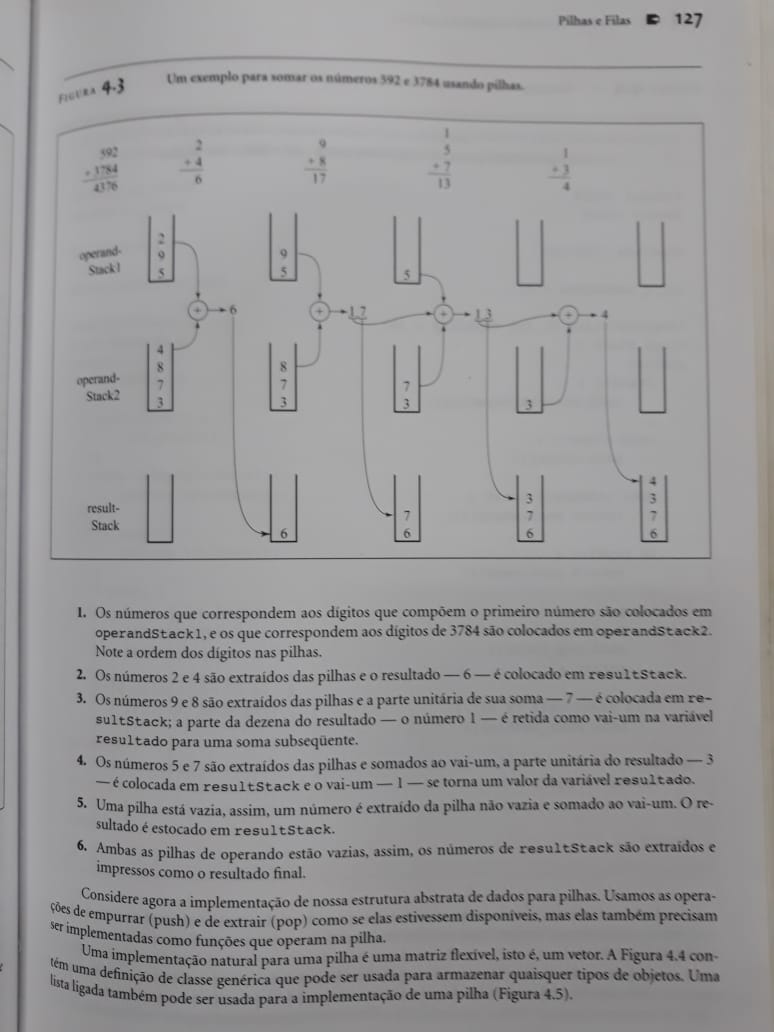 Pilhas e Filas 127
FIGURA 4-3 Um exemplo para somar os números 592 e 3784 usando pilhas.
592
+ 3784
4376
2
+ 4
6
9
+ 8
17
1
5
+ 7
13
1
+ 3
4
operand-
Stack1
2
9
5
9
5
5
+ 6 + 17 + 13 + 4
operand-
Stack2
4
8
7
3
8
7
3
7
3
3
result-
Stack
6
7
6
3
7
6
4
3
7
6
1. Os números que correspondem aos dígitos que compõem o primeiro número são colocados em
operandStack1, e os que correspondem aos dígitos de 3784 são colocados em operandStack2.
Note a ordem dos dígitos nas pilhas.
2. Os números 2 e 4 são extraídos das pilhas e o resultado — 6 — é colocado em resultStack.
3. Os números 9 e 8 são extraídos das pilhas e a parte unitária de sua soma — 7 — é colocada em re-
sultStack; a parte da dezena do resultado — o número 1 — é retida como vai-um na variável
resultado para uma soma subseqüente.
4. Os números 5 e 7 são extraídos das pilhas e somados ao vai-um, a parte unitária do resultado — 3
— é colocada em resultStack e o vai-um — 1 — se torna um valor da variável resultado.
5. Uma pilha está vazia, assim, um número é extraído da pilha não vazia e somado ao vai-um. O re-
sultado é estocado em resultStack.
6. Ambas as pilhas de operando estão vazias, assim, os números de resultStack são extraídos e
impressos como o resultado final.
Considere agora a implementação de nossa estrutura abstrata de dados para pilhas. Usamos as opera-
ções de empurrar (push) e de extrair (pop) como se elas estivessem disponíveis, mas elas também precisam
ser implementadas como funções que operam na pilha.
Uma implementação natural para uma pilha é uma matriz flexível, isto é, um vetor. A Figura 4.4 con-
tém uma definição de classe genérica que pode ser usada para armazenar quaisquer tipos de objetos. Uma
lista ligada também pode ser usada para a implementação de uma pilha (Figura 4.5).